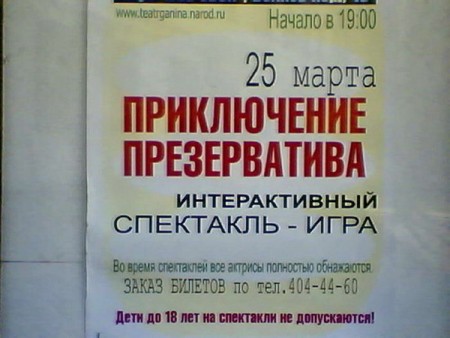 www.teatrganina.narod.ru
Начало в 19:00
25 марта
ПРИКЛЮЧЕНИЕ
ПРЕЗЕРВАТИВА
ИНТЕРАКТИВНЫЙ
СПЕКТАКЛЬ - ИГРА
Во время спектаклей все актрисы полностью обнажаются.
ЗАКАЗ БИЛЕТОВ по тел.404-44-60
Дети до 18 лет на спектакли не допускаются!